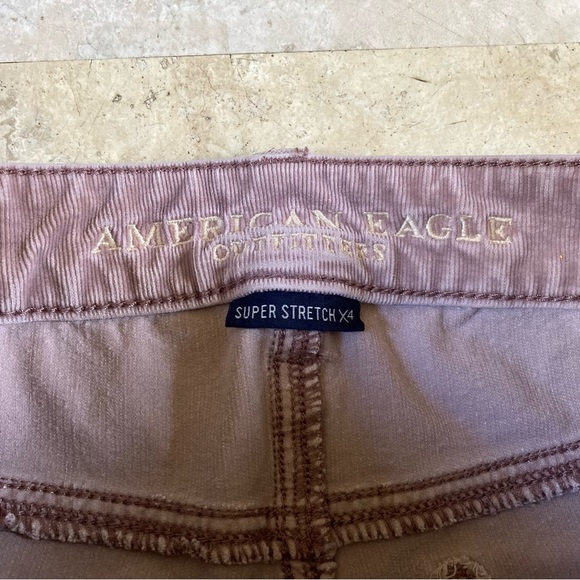 AMERICAN EAGLE
OUTFITTERS
SUPER STRETCH X4